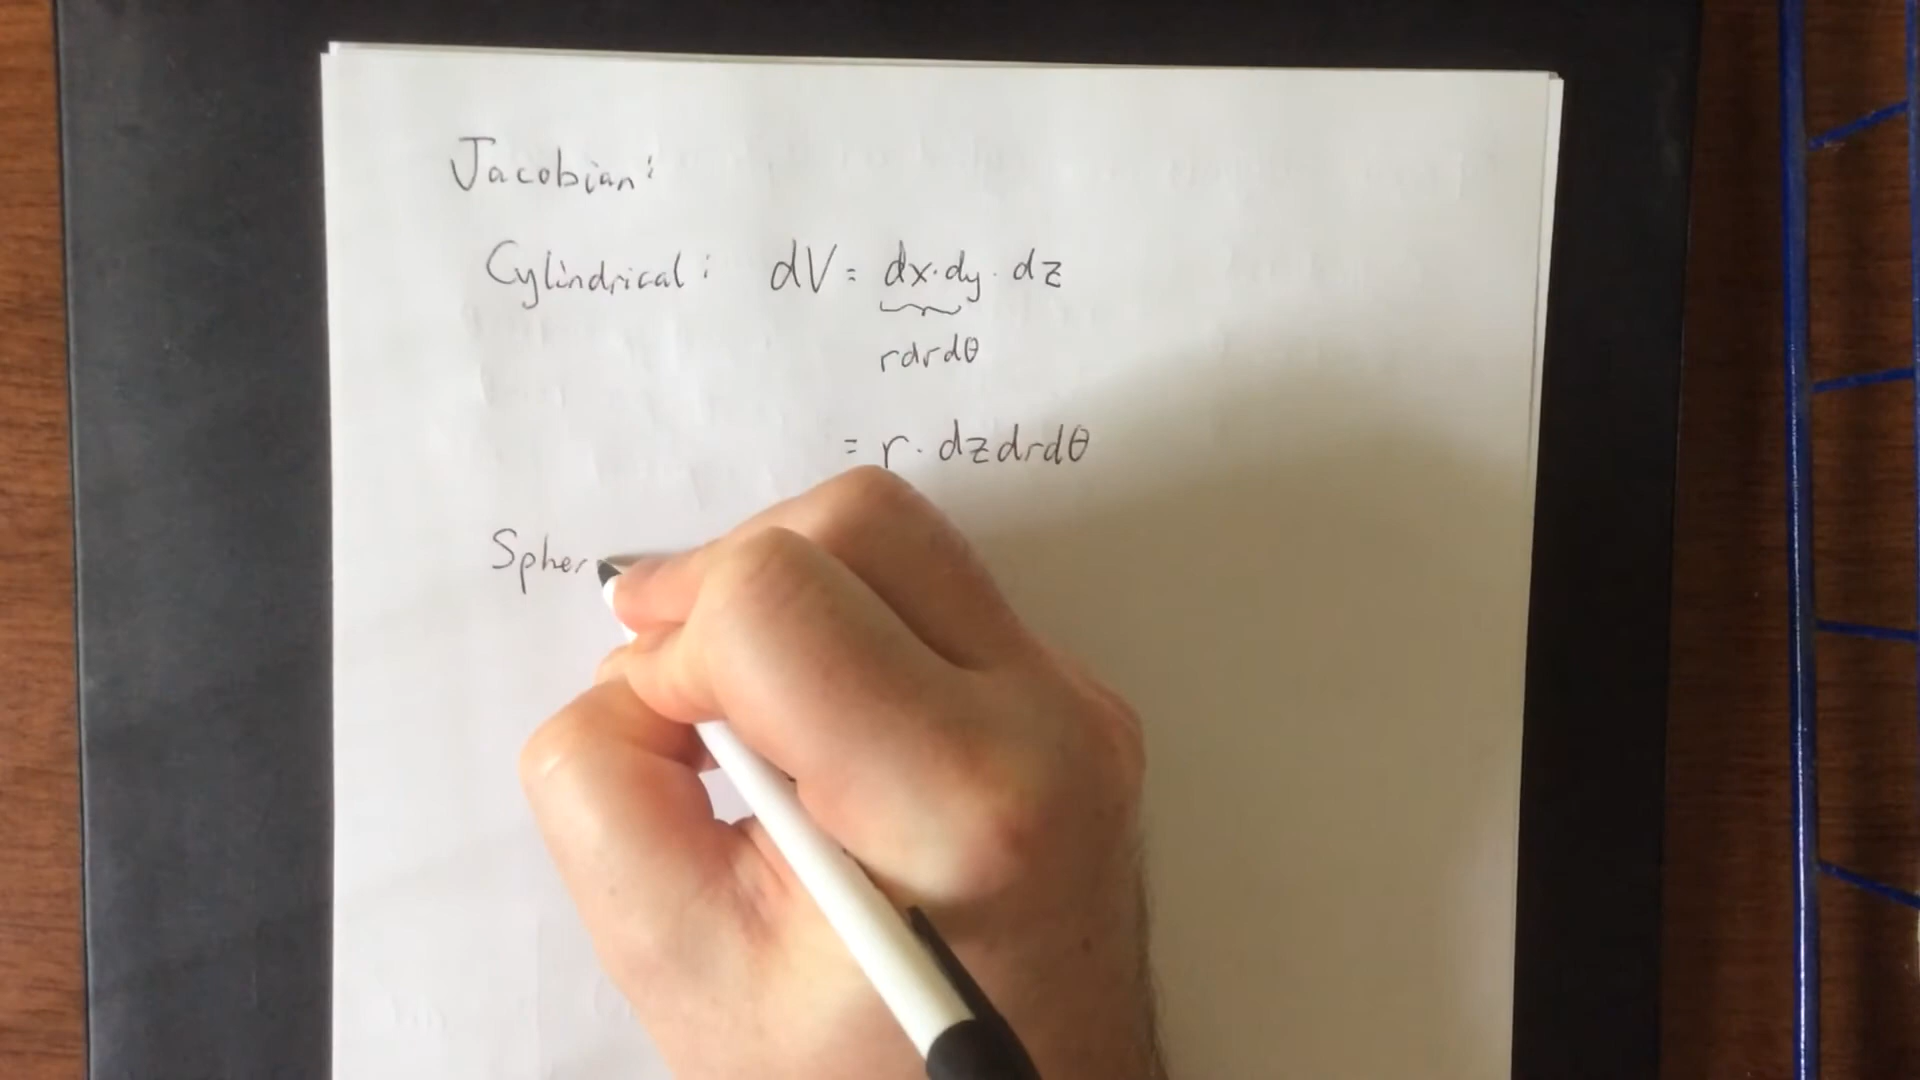 Jacobian:
Cylindrical: dV = dx·dy·dz
rdrdθ
= r·dzdrdθ
Spher